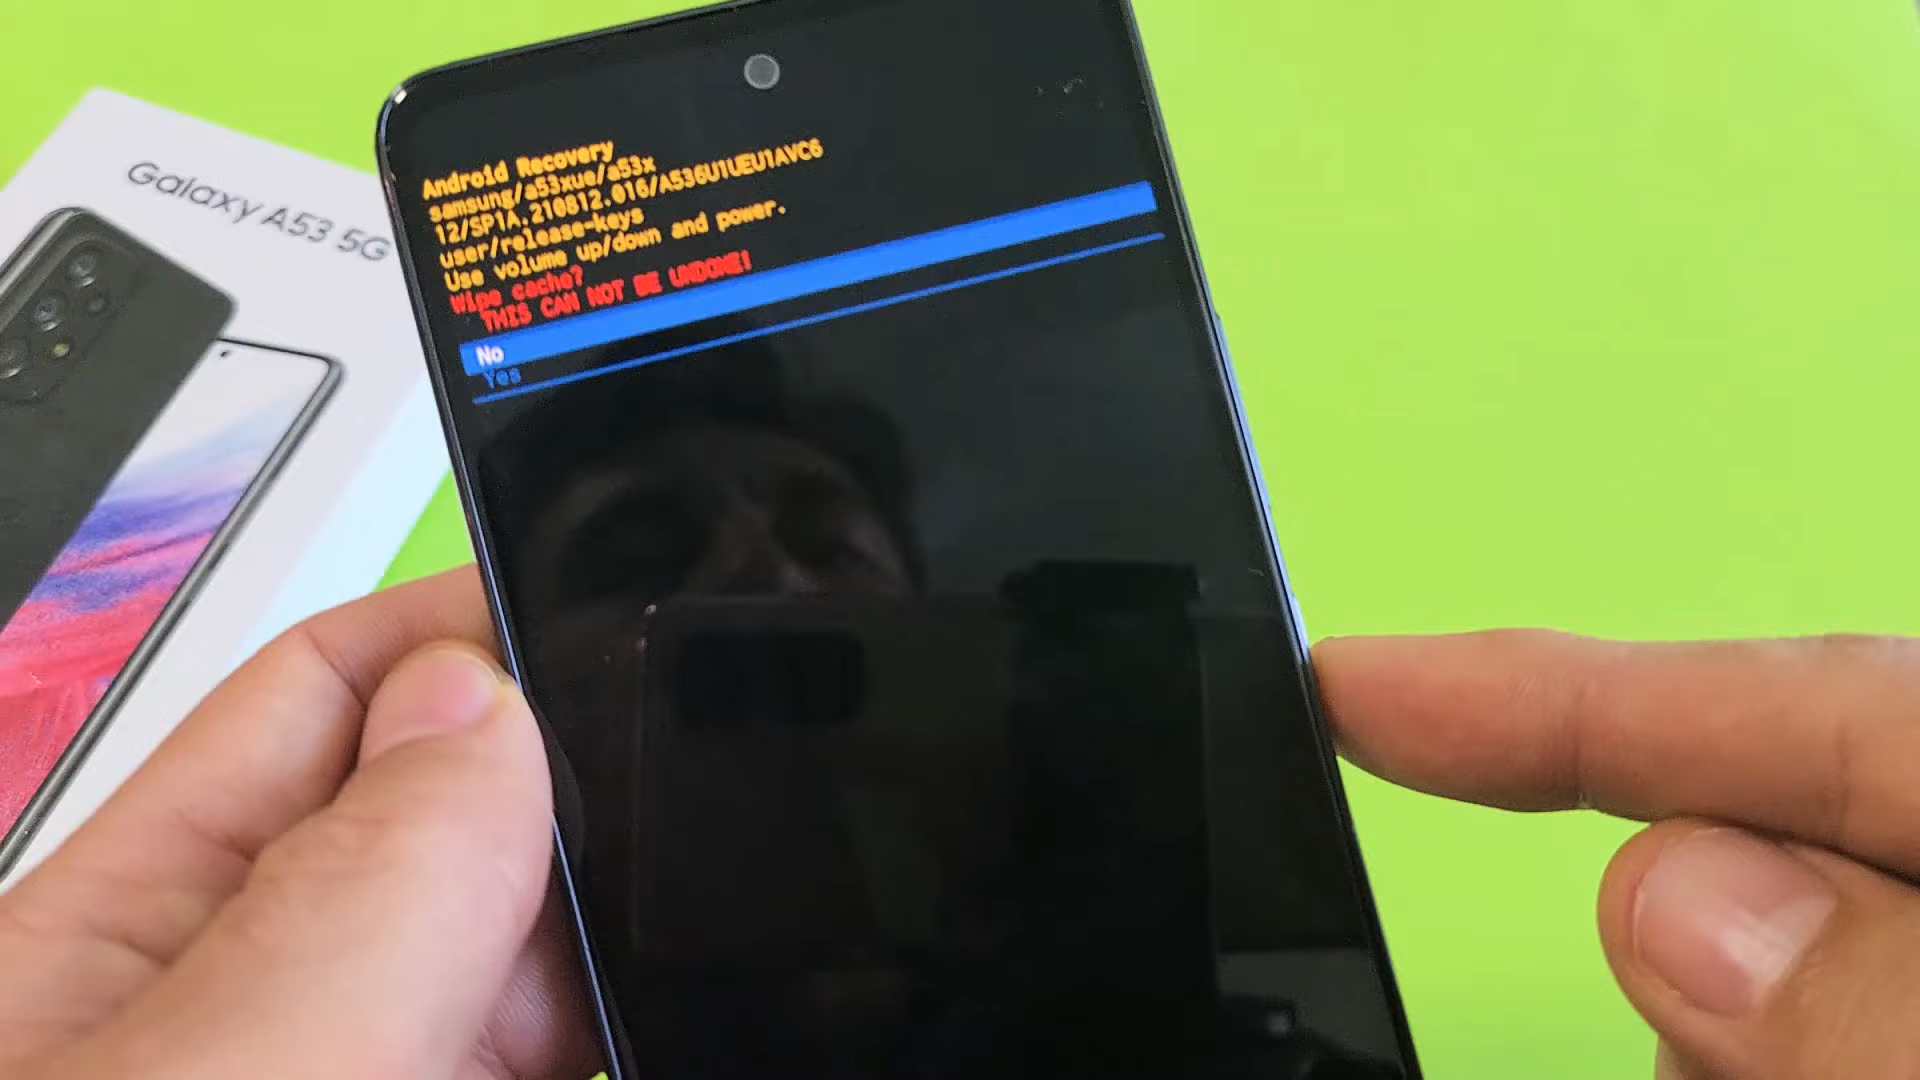 Galaxy A53 5G
Android Recovery
samsung/a53xue/a53x
12/SP1A.210812.016/A536U1UEU1AVC6
user/release-keys
Use volume up/down and power.
Wipe cache?
THIS CAN NOT BE UNDONE!
No
Yes